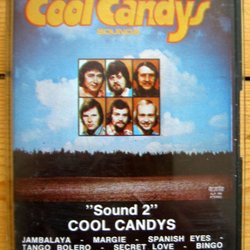 Cool Candys
SOUNDS
"Sound 2"
COOL CANDYS
JAMBALAYA - MARGIE - SPANISH EYES -
TANGO BOLERO - SECRET LOVE - BINGO